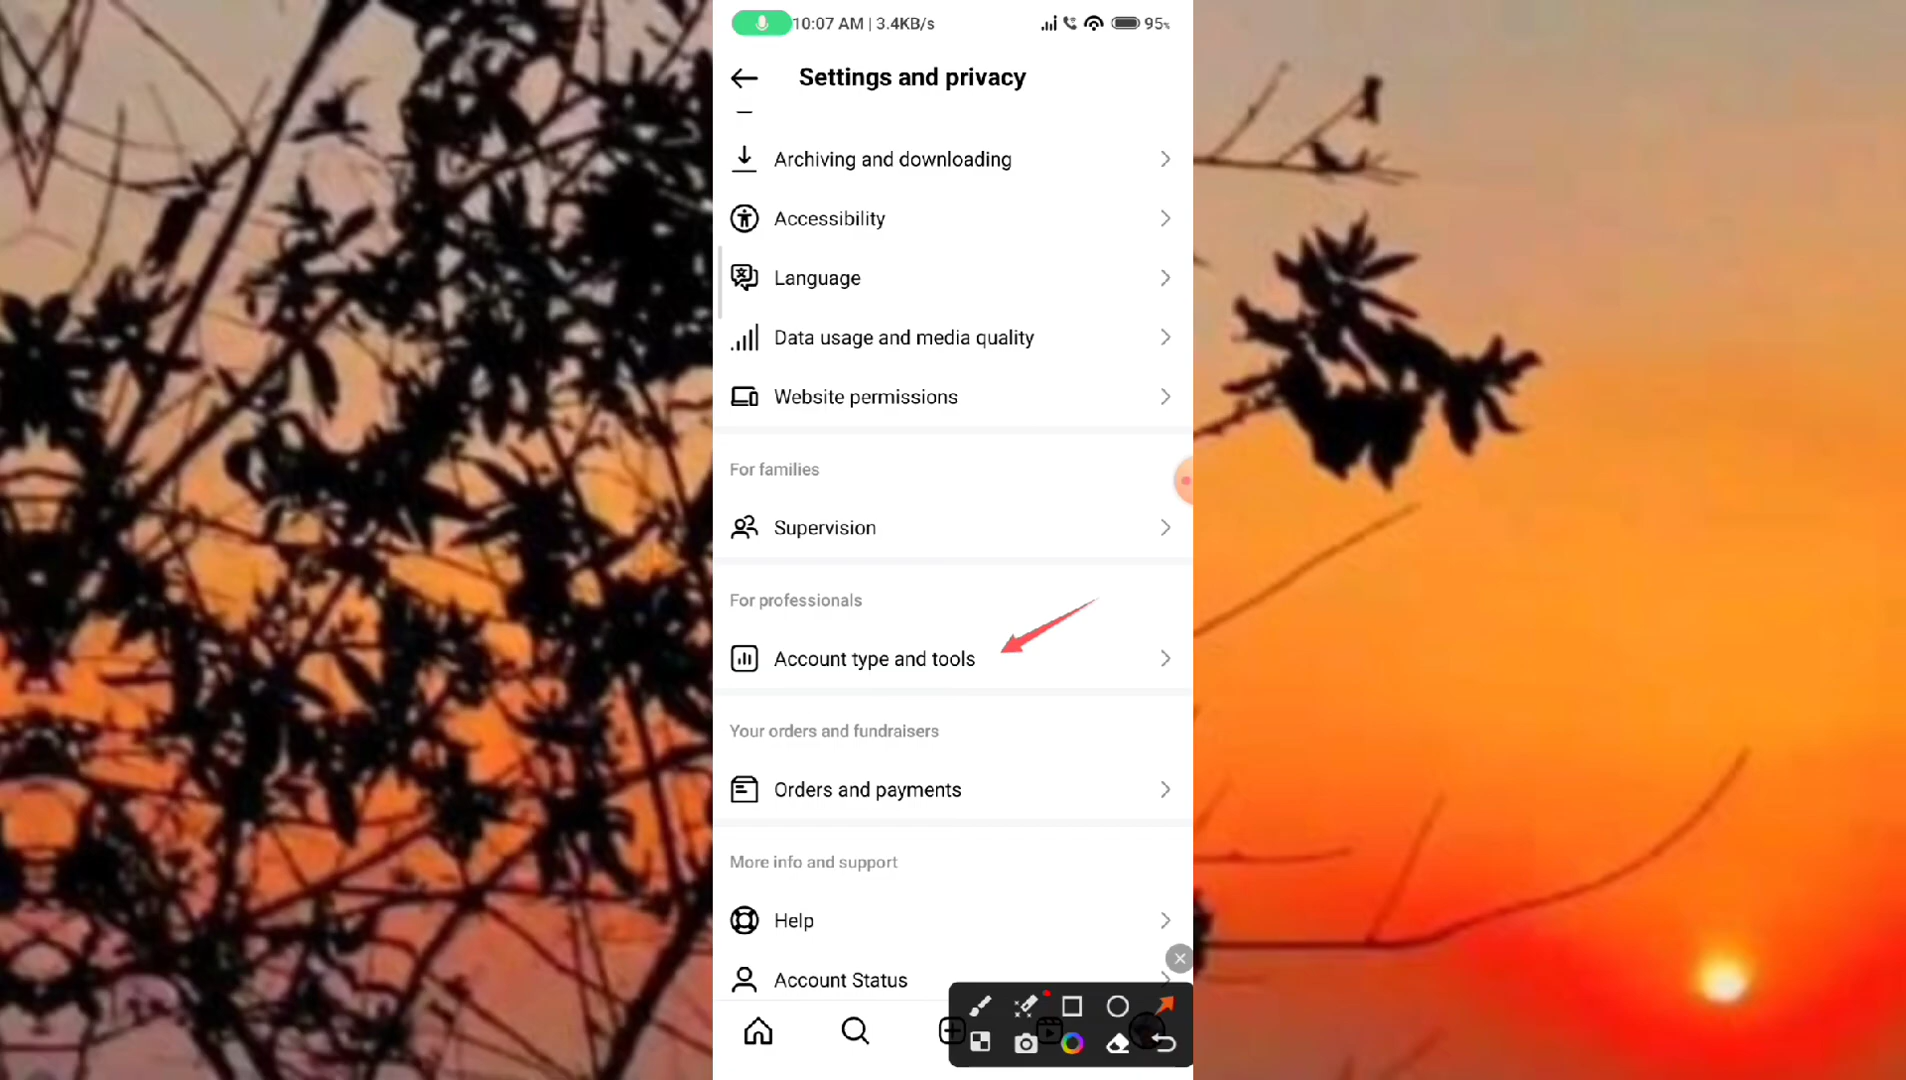 10:07 AM | 3.4KB/s 95%
Settings and privacy
Archiving and downloading
Accessibility
Language
Data usage and media quality
Website permissions
For families
Supervision
For professionals
Account type and tools
Your orders and fundraisers
Orders and payments
More info and support
Help
Account Status